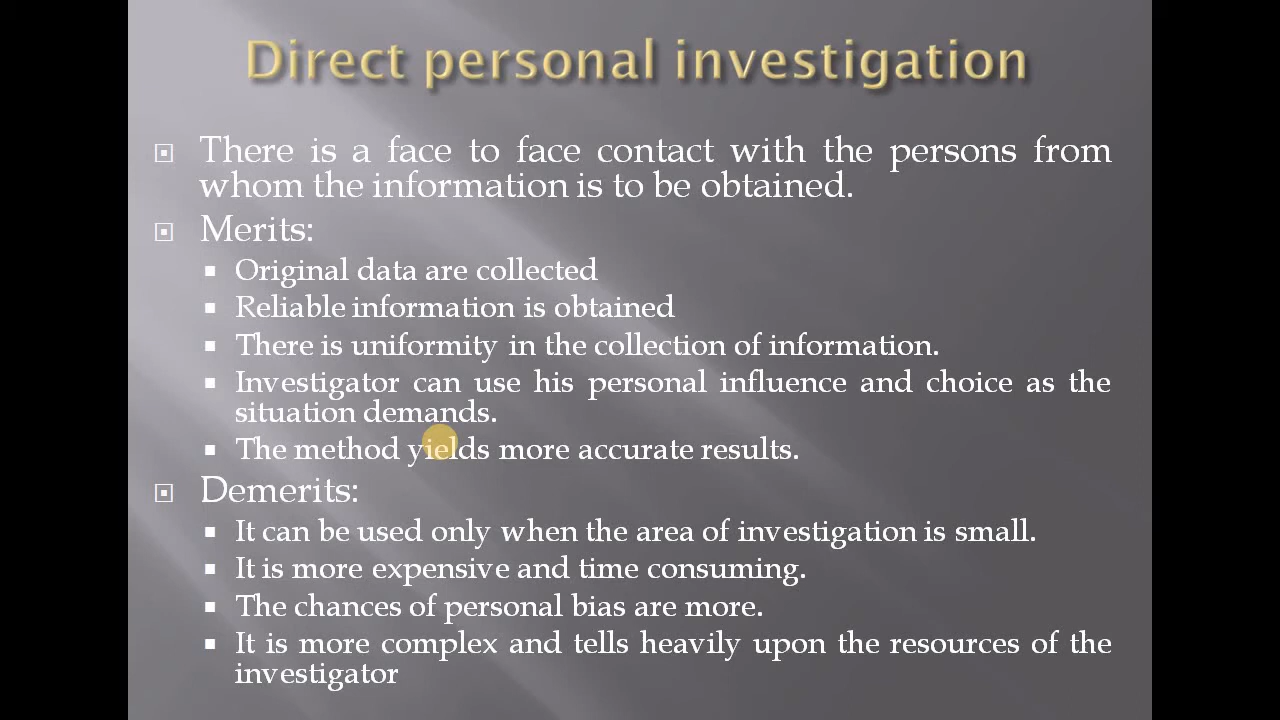 Direct personal investigation
There is a face to face contact with the persons from
whom the information is to be obtained.
Merits:
Original data are collected
Reliable information is obtained
There is uniformity in the collection of information.
Investigator can use his personal influence and choice as the
situation demands.
The method yields more accurate results.
Demerits:
It can be used only when the area of investigation is small.
It is more expensive and time consuming.
The chances of personal bias are more.
It is more complex and tells heavily upon the resources of the
investigator